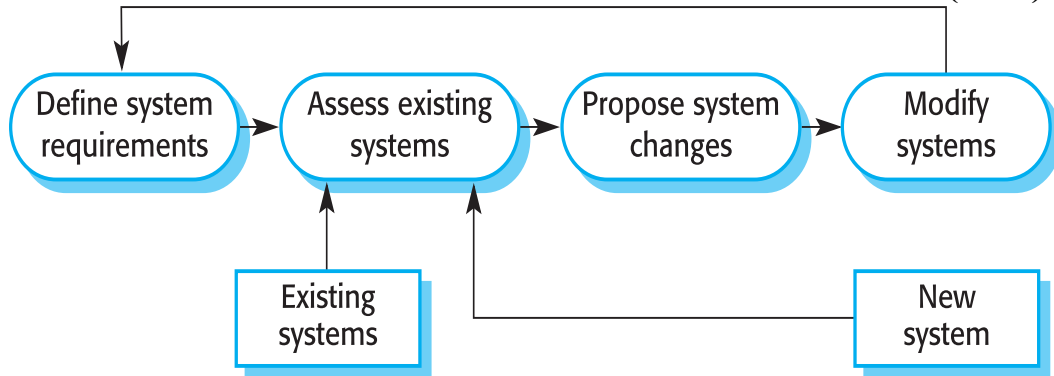 Define system
requirements
Assess existing
systems
Propose system
changes
Modify
systems
Existing
systems
New
system